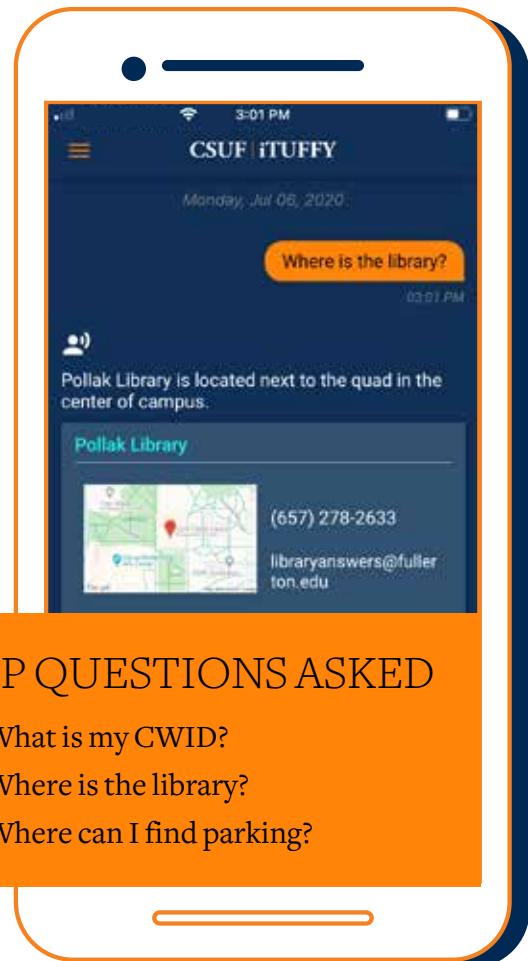 3:01 PM
CSUF iTUFFY
Monday, Jul 06, 2020
Where is the library?
03:01 PM
Pollak Library is located next to the quad in the
center of campus.
Pollak Library
(657) 278-2633
libraryanswers@fuller
ton.edu
P QUESTIONS ASKED
What is my CWID?
Where is the library?
Where can I find parking?